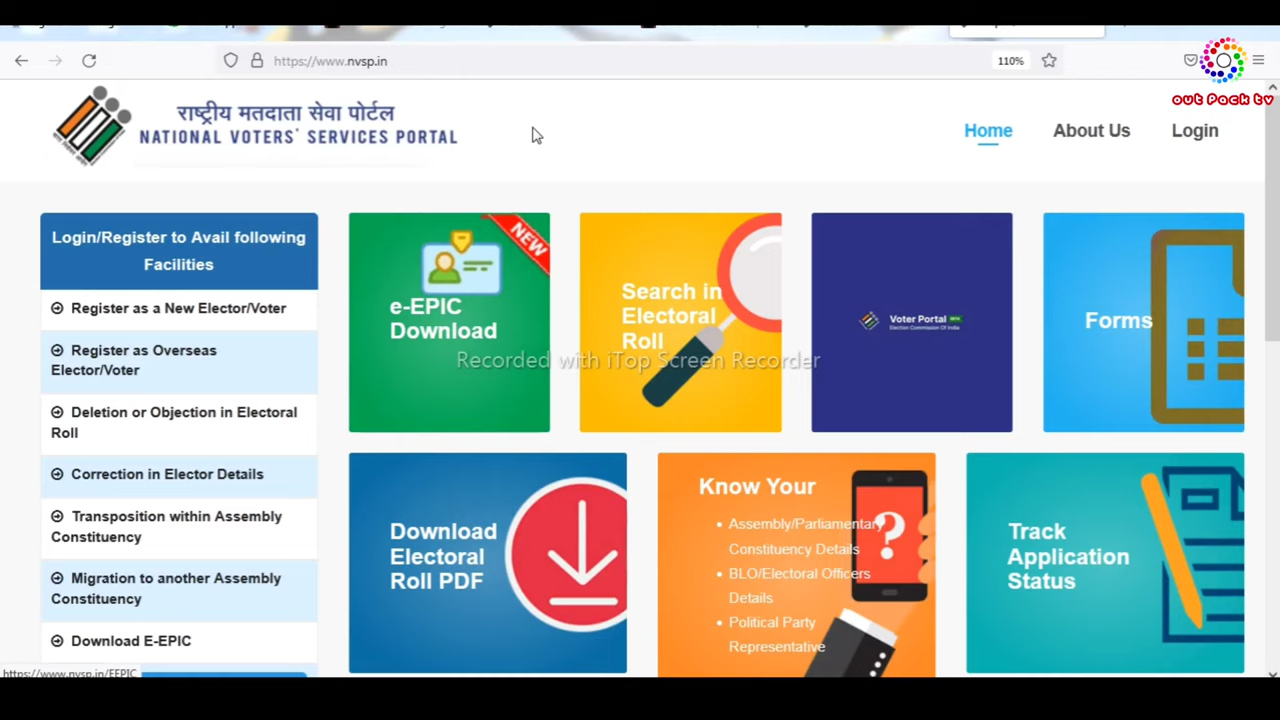 https://www.nvsp.in
110%
out Pack tv
राष्ट्रीय मतदाता सेवा पोर्टल
NATIONAL VOTERS' SERVICES PORTAL
Home
About Us
Login
Login/Register to Avail following
Facilities
Register as a New Elector/Voter
Register as Overseas
Elector/Voter
Deletion or Objection in Electoral
Roll
Correction in Elector Details
Transposition within Assembly
Constituency
Migration to another Assembly
Constituency
Download E-EPIC
NEW
e-EPIC
Download
Search in
Electoral
Roll
Voter Portal
Election Commission Of India
Forms
Recorded with iTop Screen Recorder
Download
Electoral
Roll PDF
Know Your
• Assembly/Parliamentary
Constituency Details
• BLO/Electoral Officers
Details
• Political Party
Representative
?
Track
Application
Status
https://www.nvsp.in/EEPIC